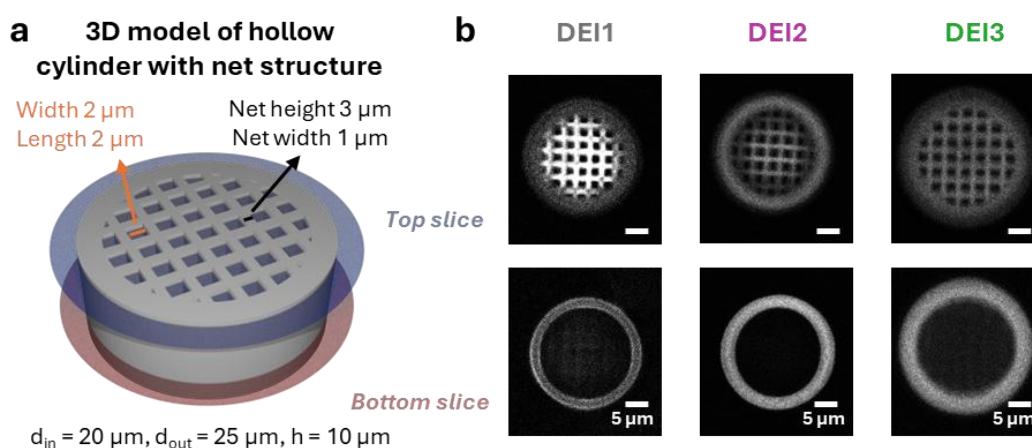 a
3D model of hollow
cylinder with net structure
Width 2 µm
Length 2 µm
Net height 3 µm
Net width 1 µm
Top slice
Bottom slice
d_in = 20 µm, d_out = 25 µm, h = 10 µm
b
DEI1 DEI2 DEI3
5 µm 5 µm 5 µm